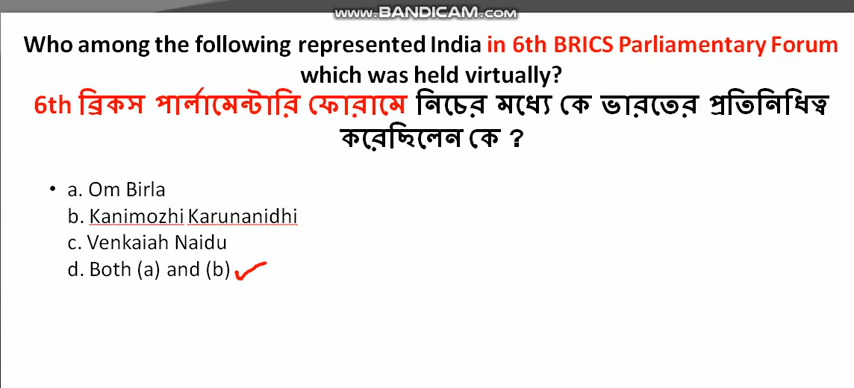 www.BANDICAM.com
Who among the following represented India in 6th BRICS Parliamentary Forum
which was held virtually?
6th ব্রিকস পার্লামেন্টারি ফোরামে নিচের মধ্যে কে ভারতের প্রতিনিধিত্ব
করেছিলেন কে ?
• a. Om Birla
b. Kanimozhi Karunanidhi
c. Venkaiah Naidu
d. Both (a) and (b)